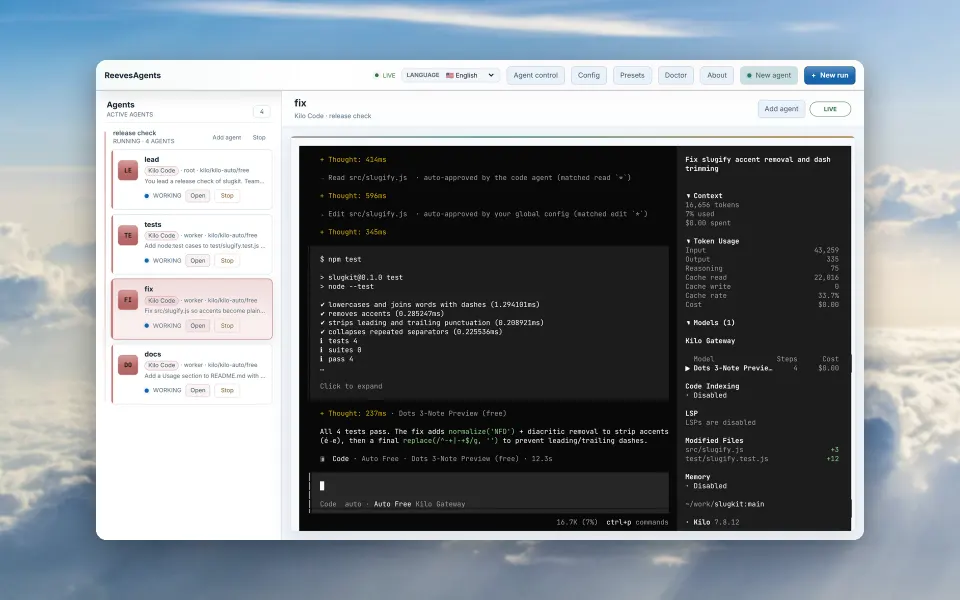 ReevesAgents
LIVE
LANGUAGE
English
Agent control
Config
Presets
Doctor
About
New agent
+ New run
Agents
ACTIVE AGENTS
4
release check
RUNNING · 4 AGENTS
Add agent
Stop
LE
lead
Kilo Code · root · kilo/kilo-auto/free
You lead a release check of slugkit. Team...
WORKING
Open
Stop
TE
tests
Kilo Code · worker · kilo/kilo-auto/free
Add node:test cases to test/slugify.test.js ...
WORKING
Open
Stop
FI
fix
Kilo Code · worker · kilo/kilo-auto/free
Fix src/slugify.js so accents become plain...
WORKING
Open
Stop
DO
docs
Kilo Code · worker · kilo/kilo-auto/free
Add a Usage section to README.md with ...
WORKING
Open
Stop
fix
Kilo Code · release check
Add agent
LIVE
+ Thought: 414ms
Read src/slugify.js · auto-approved by the code agent (matched read `*`)
+ Thought: 596ms
Edit src/slugify.js · auto-approved by your global config (matched edit `*`)
+ Thought: 345ms
$ npm test
> slugkit@0.1.0 test
> node --test
✔ lowercases and joins words with dashes (1.294101ms)
✔ removes accents (0.285247ms)
✔ strips leading and trailing punctuation (0.208921ms)
✔ collapses repeated separators (0.225536ms)
ℹ tests 4
ℹ suites 0
ℹ pass 4
…
Click to expand
+ Thought: 237ms · Dots 3-Note Preview (free)
All 4 tests pass. The fix adds normalize('NFD') + diacritic removal to strip accents
(é→e), then a final replace(/^-+|-+$/g, '') to prevent leading/trailing dashes.
Code · Auto Free · Dots 3-Note Preview (free) · 12.3s
Code auto · Auto Free Kilo Gateway
16.7K (7%) ctrl+p commands
Fix slugify accent removal and dash
trimming
▼ Context
16,656 tokens
7% used
$0.00 spent
▼ Token Usage
Input 43,259
Output 335
Reasoning 75
Cache read 22,016
Cache write 0
Cache rate 33.7%
Cost $0.00
▼ Models (1)
Kilo Gateway
Model Steps Cost
▶ Dots 3-Note Previe… 4 $0.00
Code Indexing
· Disabled
LSP
LSPs are disabled
Modified Files
src/slugify.js +3
test/slugify.test.js +12
Memory
· Disabled
~/work/slugkit:main
· Kilo 7.0.12